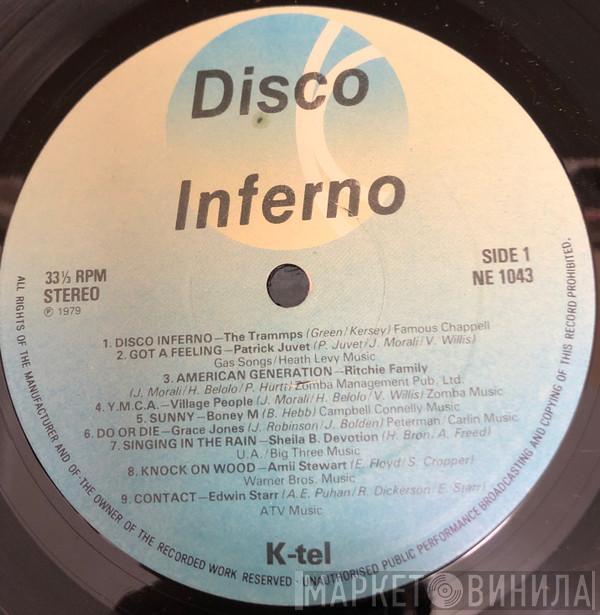 Disco
Inferno
33⅓ RPM
STEREO
℗ 1979
SIDE 1
NE 1043
1. DISCO INFERNO—The Trammps (Green/Kersey) Famous Chappell
2. GOT A FEELING—Patrick Juvet (P. Juvet/J. Morali/V. Willis)
Gas Songs/Heath Levy Music
3. AMERICAN GENERATION—Ritchie Family
(J. Morali/H. Belolo/P. Hurtt) Zomba Management Pub. Ltd.
4. Y.M.C.A.—Village People (J. Morali/H. Belolo/V. Willis) Zomba Music
5. SUNNY—Boney M (B. Hebb) Campbell Connelly Music
6. DO OR DIE—Grace Jones (J. Robinson/J. Bolden) Peterman/Carlin Music
7. SINGING IN THE RAIN—Sheila B. Devotion (H. Bron/A. Freed)
U.A./Big Three Music
8. KNOCK ON WOOD—Amii Stewart (E. Floyd/S. Cropper)
Warner Bros. Music
9. CONTACT—Edwin Starr (A.E. Puhan/R. Dickerson/E. Starr)
ATV Music
K-tel
ALL RIGHTS OF THE MANUFACTURER AND OF THE OWNER OF THE RECORDED WORK RESERVED - UNAUTHORISED PUBLIC PERFORMANCE BROADCASTING AND COPYING OF THIS RECORD PROHIBITED.
МАРКЕТ ВИНИЛА